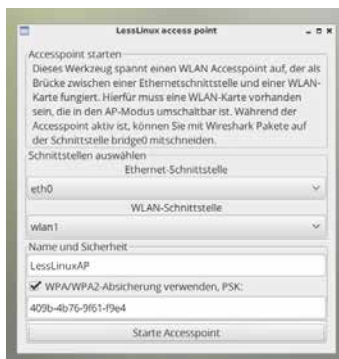 LessLinux access point
Accesspoint starten
Dieses Werkzeug spannt einen WLAN Accesspoint auf, der als
Brücke zwischen einer Ethernetschnittstelle und einer WLAN-
Karte fungiert. Hierfür muss eine WLAN-Karte vorhanden
sein, die in den AP-Modus umschaltbar ist. Während der
Accesspoint aktiv ist, können Sie mit Wireshark Pakete auf
der Schnittstelle bridge0 mitschneiden.
Schnittstellen auswählen
Ethernet-Schnittstelle
eth0
WLAN-Schnittstelle
wlan1
Name und Sicherheit
LessLinuxAP
WPA/WPA2-Absicherung verwenden, PSK:
409b-4b76-9f61-f9e4
Starte Accesspoint